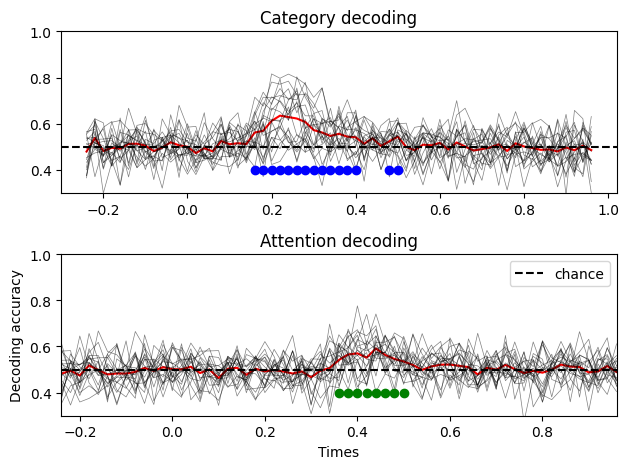 Category decoding
1.0
0.8
0.6
0.4
−0.2 0.0 0.2 0.4 0.6 0.8 1.0
Attention decoding
Decoding accuracy
1.0
0.8
0.6
0.4
chance
−0.2 0.0 0.2 0.4 0.6 0.8
Times